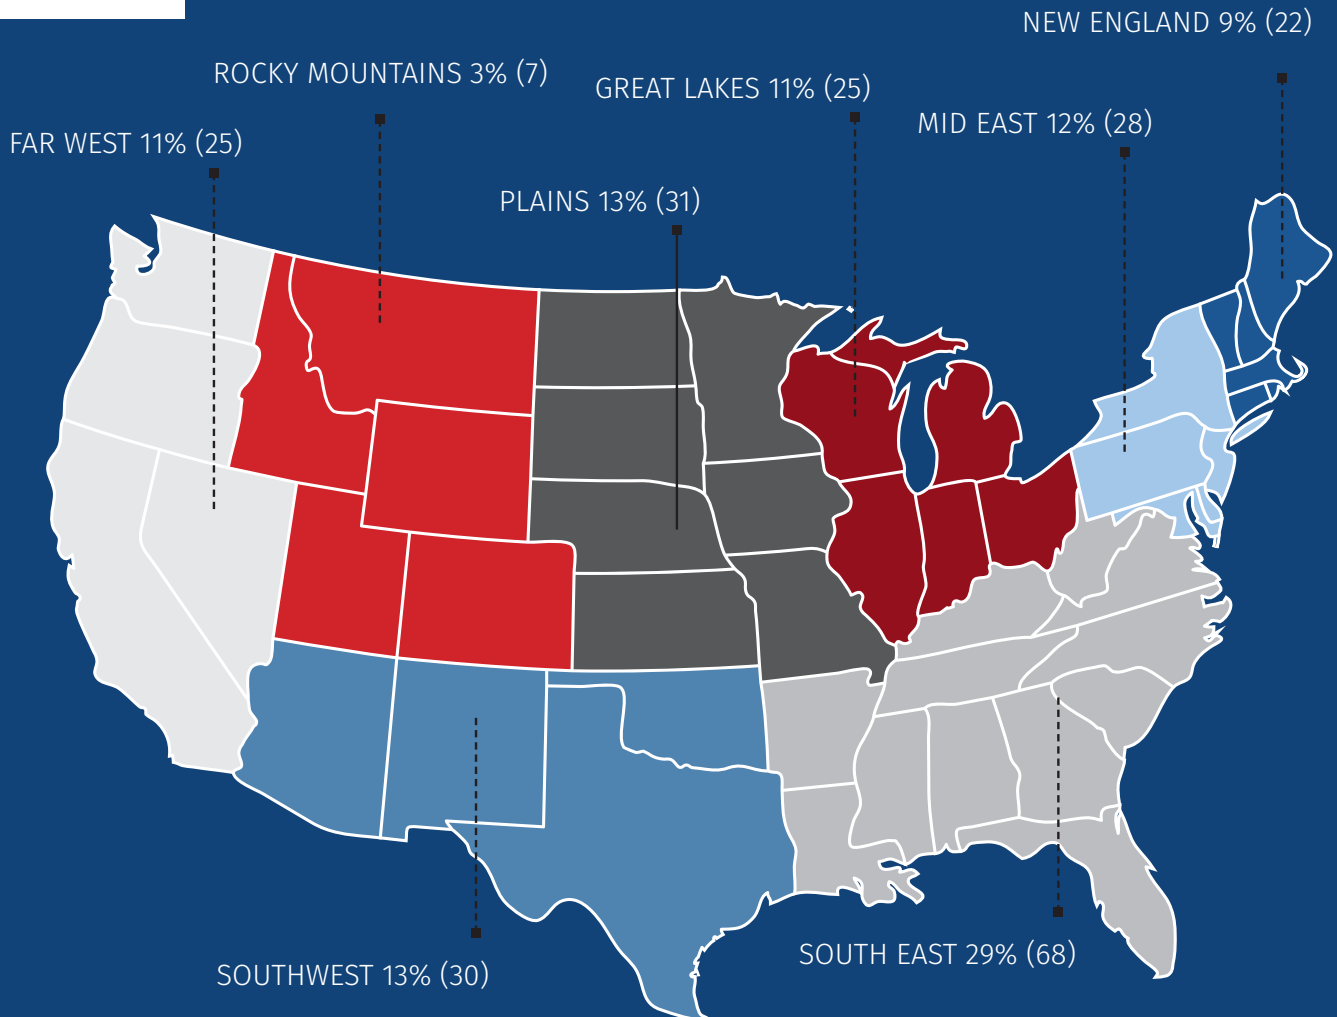 NEW ENGLAND 9% (22)
ROCKY MOUNTAINS 3% (7)
GREAT LAKES 11% (25)
MID EAST 12% (28)
FAR WEST 11% (25)
PLAINS 13% (31)
SOUTH EAST 29% (68)
SOUTHWEST 13% (30)